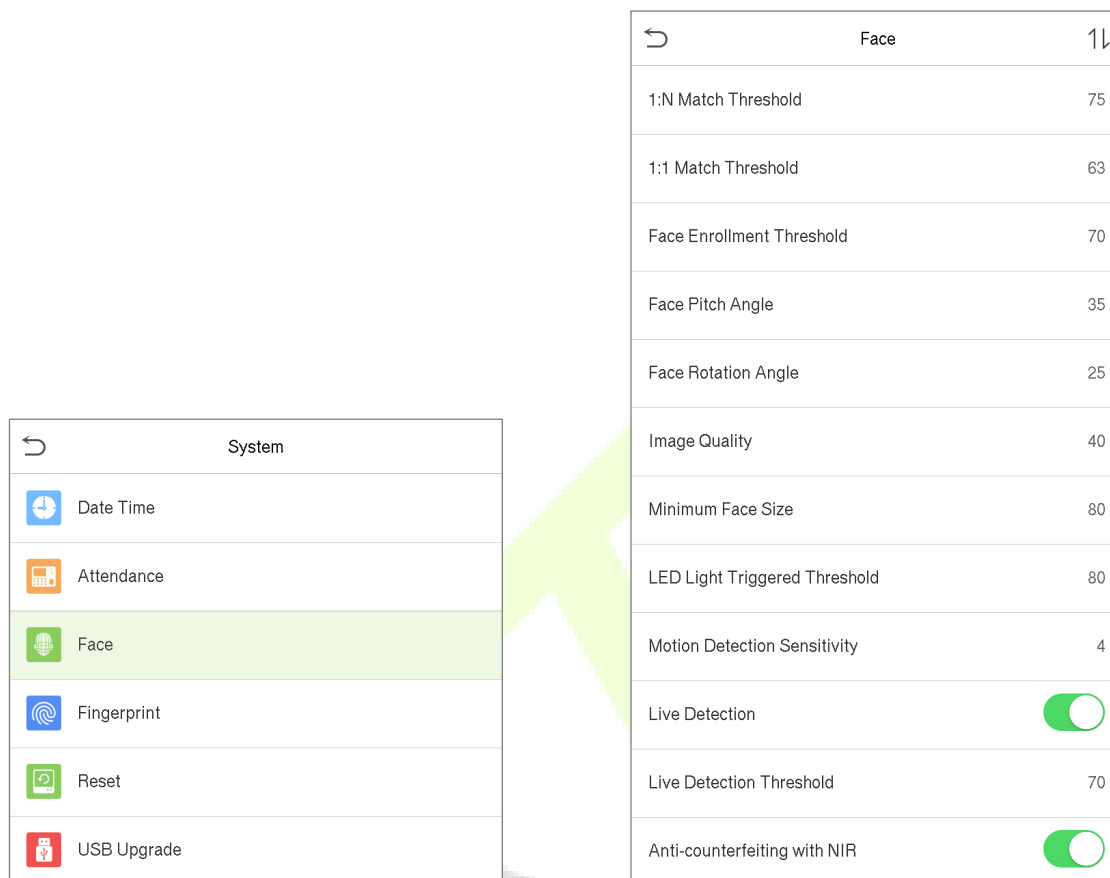 System
Date Time
Attendance
Face
Fingerprint
Reset
USB Upgrade
Face
1:N Match Threshold 75
1:1 Match Threshold 63
Face Enrollment Threshold 70
Face Pitch Angle 35
Face Rotation Angle 25
Image Quality 40
Minimum Face Size 80
LED Light Triggered Threshold 80
Motion Detection Sensitivity 4
Live Detection
Live Detection Threshold 70
Anti-counterfeiting with NIR